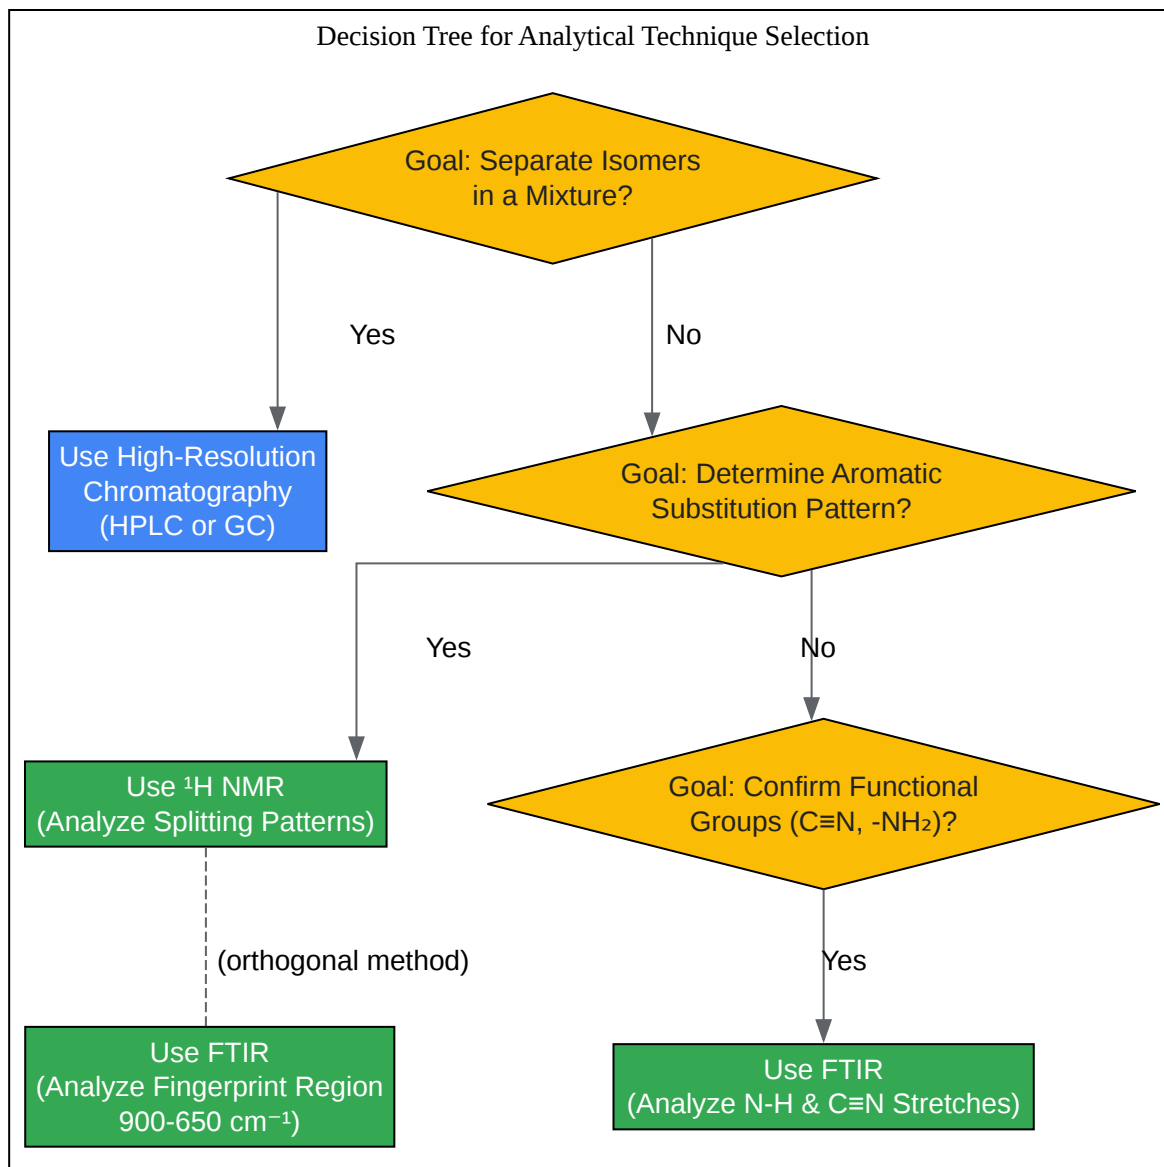 Decision Tree for Analytical Technique Selection
Goal: Separate Isomers
in a Mixture?
Yes
No
Use High-Resolution
Chromatography
(HPLC or GC)
Goal: Determine Aromatic
Substitution Pattern?
Yes
No
Use ¹H NMR
(Analyze Splitting Patterns)
Goal: Confirm Functional
Groups (C≡N, -NH₂)?
(orthogonal method)
Yes
Use FTIR
(Analyze Fingerprint Region
900-650 cm⁻¹)
Use FTIR
(Analyze N-H & C≡N Stretches)